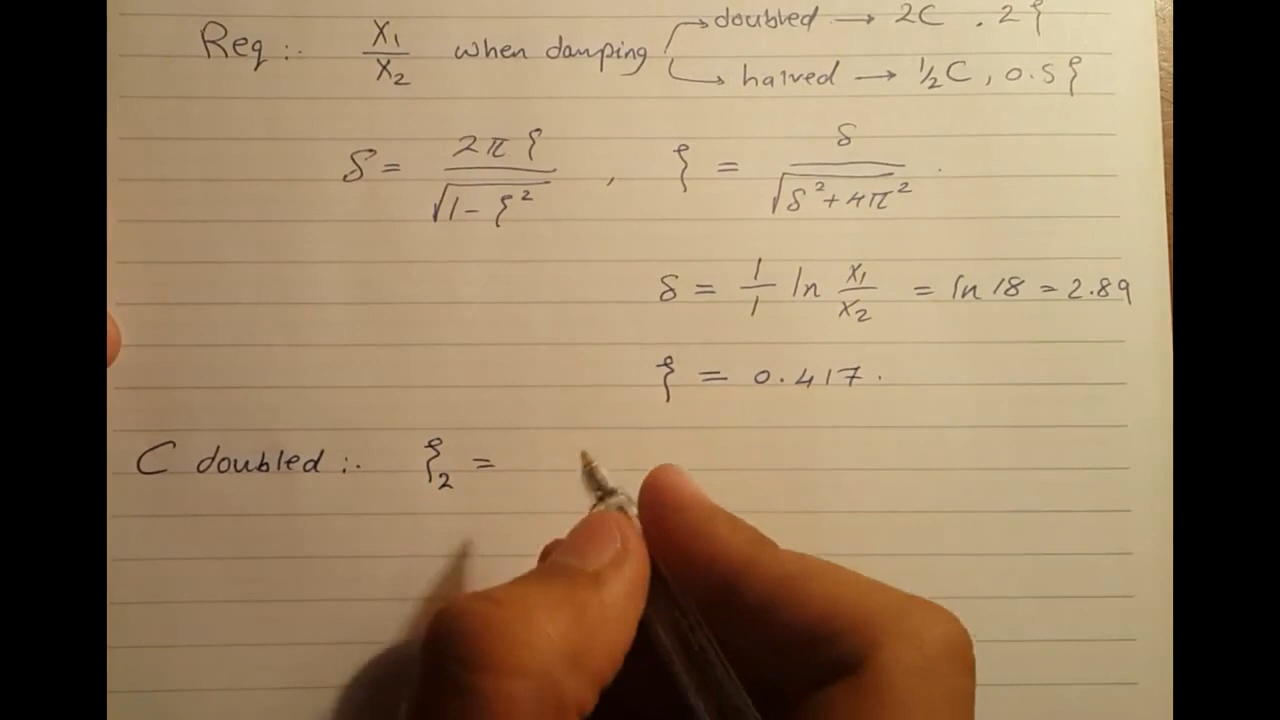 Req:. X₁/X₂ when damping → doubled → 2C . 2ξ
→ halved → ½C, 0.5ξ
δ = 2πξ / √1-ξ² , ξ = δ / √δ²+4π² .
δ = 1/1 ln X₁/X₂ = ln 18 = 2.89
ξ = 0.417.
C doubled :. ξ₂ =